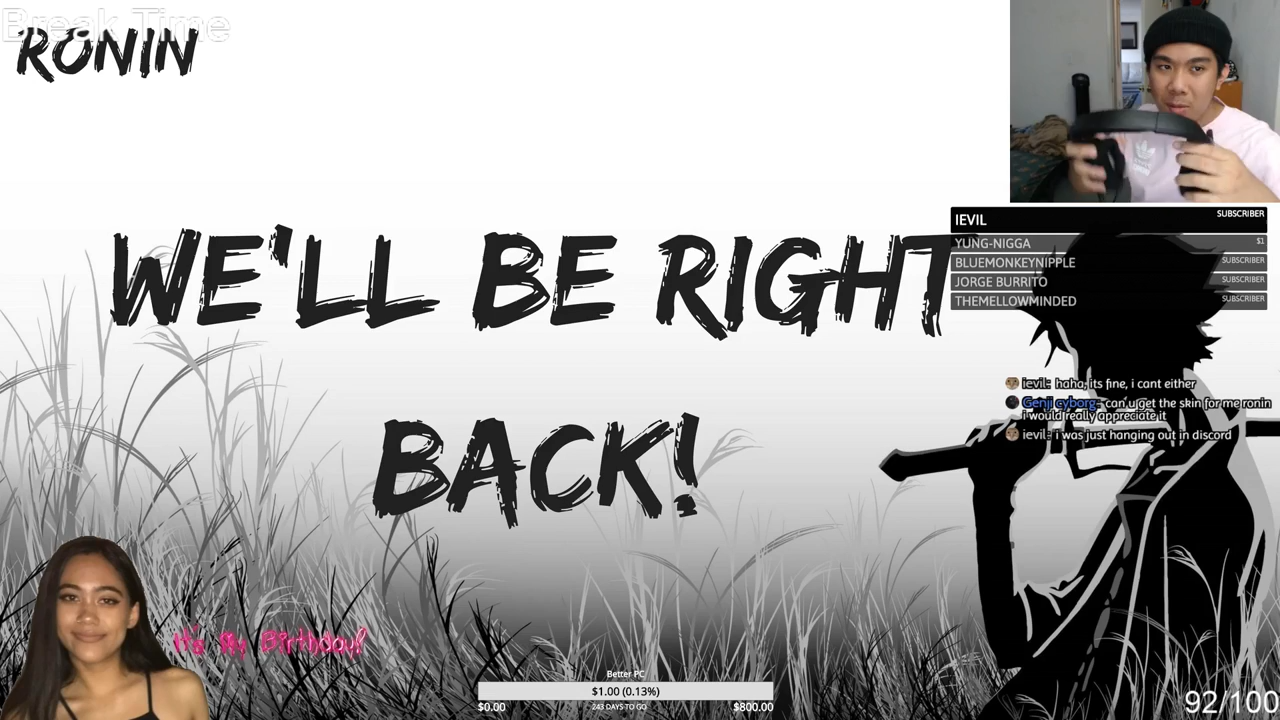 Break Time
RONIN
WE'LL BE RIGHT
BACK!
IEVIL SUBSCRIBER
YUNG-NIGGA $1
BLUEMONKEYNIPPLE SUBSCRIBER
JORGE BURRITO SUBSCRIBER
THEMELLOWMINDED SUBSCRIBER
ievil: haha, its fine, i cant either
Genji cyborg: can u get the skin for me ronin
i would really appreciate it
ievil: i was just hanging out in discord
It's My Birthday!
Better PC
$1.00 (0.13%)
$0.00 243 DAYS TO GO $800.00
92/100